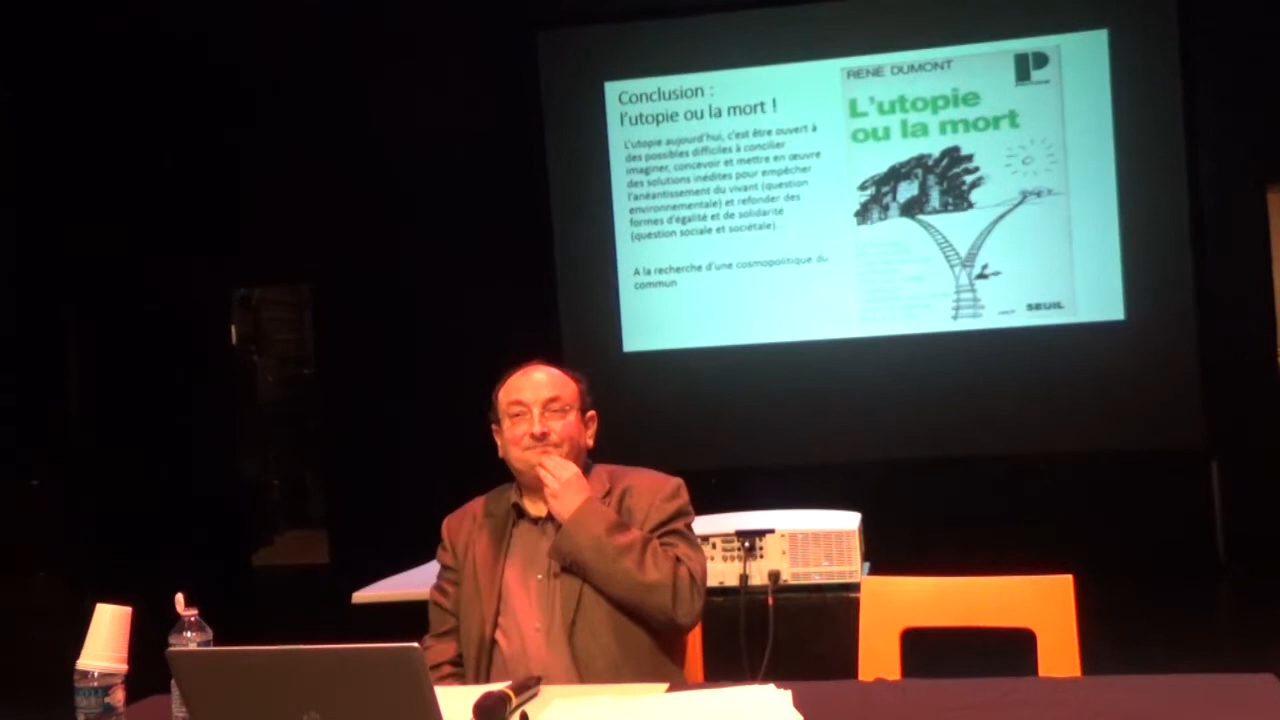 Conclusion :
l'utopie ou la mort !
L'utopie aujourd'hui, c'est être ouvert à
des possibles difficiles à concilier
imaginer, concevoir et mettre en œuvre
des solutions inédites pour empêcher
l'anéantissement du vivant (question
environnementale) et refonder des
formes d'égalité et de solidarité
(question sociale et sociétale)
A la recherche d'une cosmopolitique du
commun
RENÉ DUMONT
P
L'utopie
ou la mort
SEUIL